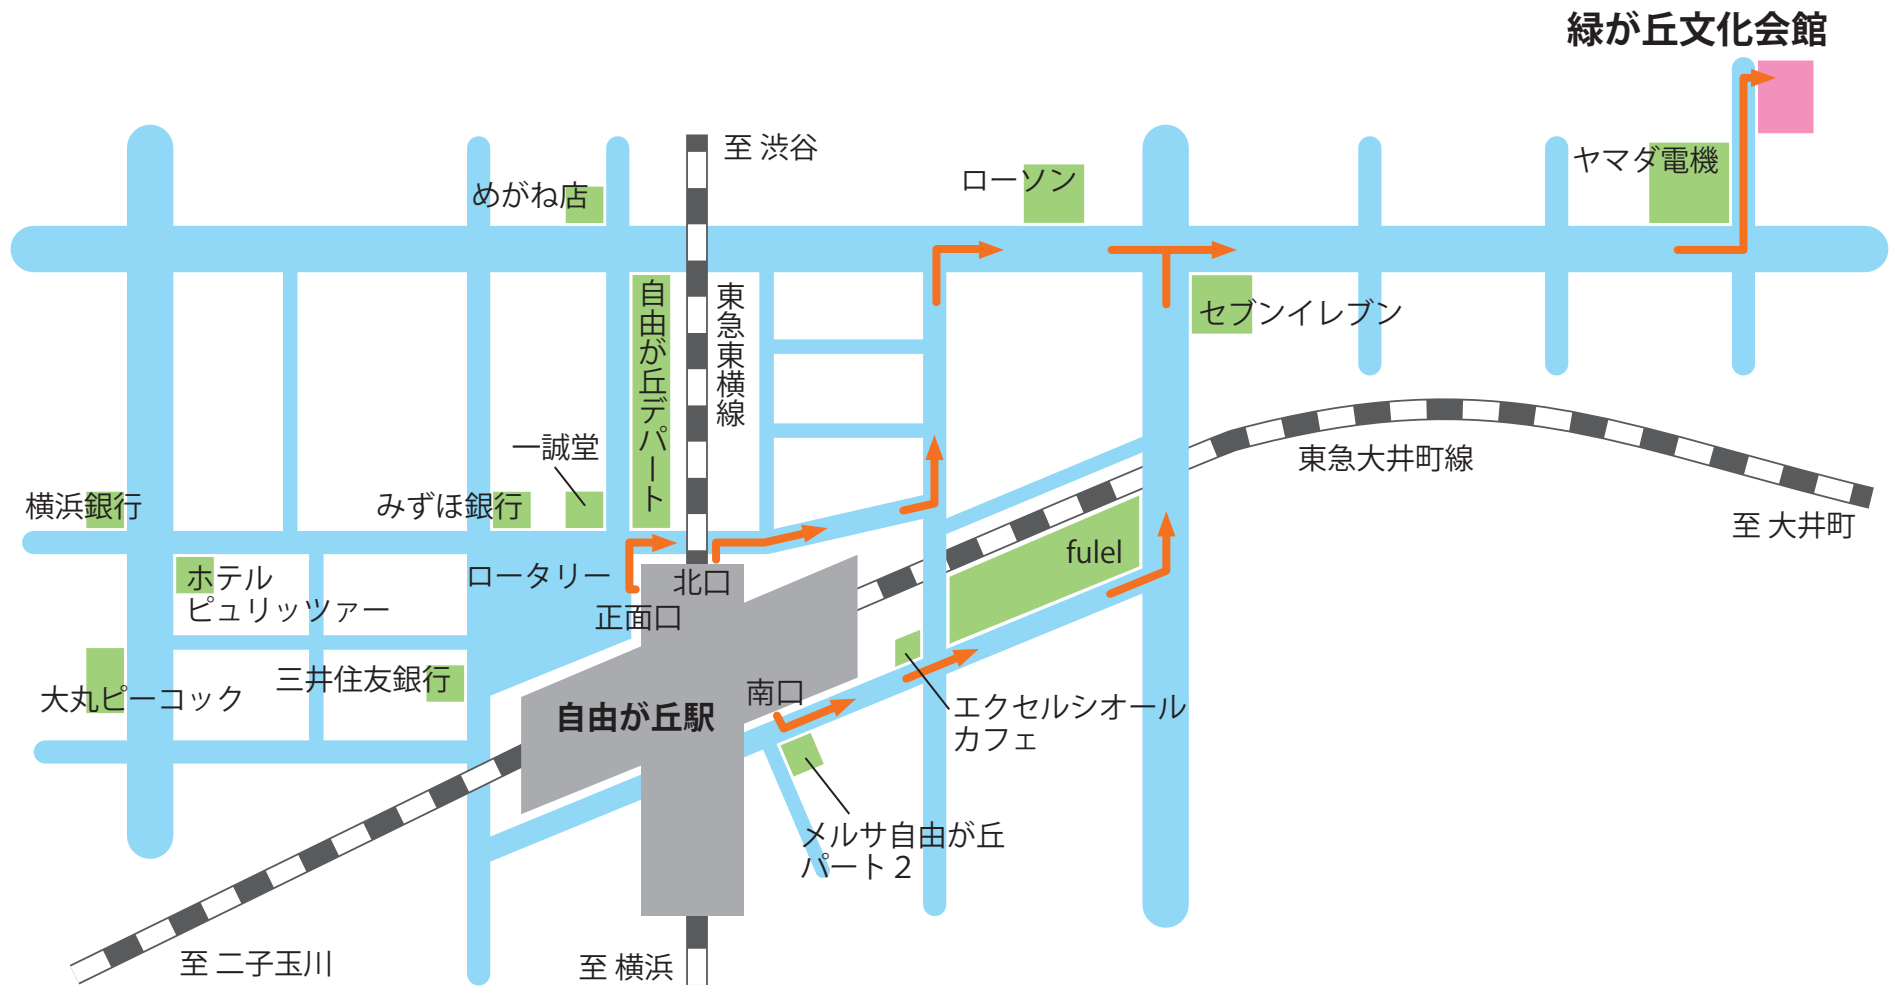 緑が丘文化会館
至 渋谷
めがね店
ローソン
ヤマダ電機
自由が丘デパート
東急東横線
セブンイレブン
一誠堂
東急大井町線
横浜銀行
みずほ銀行
至 大井町
fulel
ホテル
ピュリッツァー
ロータリー
北口
正面口
三井住友銀行
大丸ピーコック
南口
自由が丘駅
エクセルシオール
カフェ
メルサ自由が丘
パート2
至 二子玉川
至 横浜